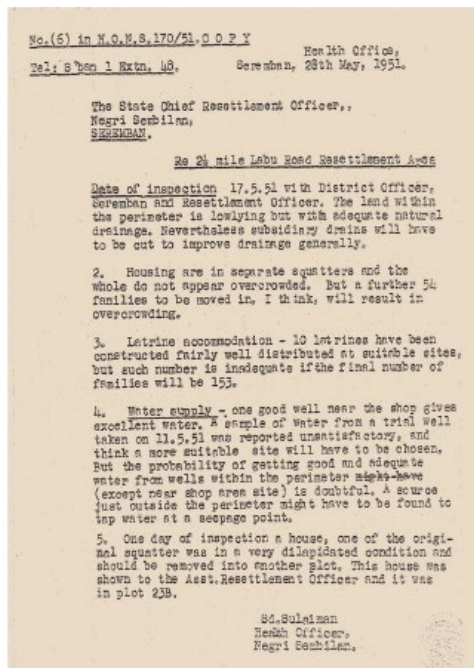 No.(6) in H.O.N.S.170/51.C O P Y
Health Office,
Tel: S'ban 1 Extn. 48.
Seremban, 28th May, 1951.
The State Chief Resettlement Officer,,
Negri Sembilan,
SEREMBAN.
Re 2½ mile Labu Road Resettlement Area
Date of inspection 17.5.51 with District Officer,
Seremban and Resettlement Officer. The land within
the perimeter is lowlying but with adequate natural
drainage. Nevertheless subsidiary drains will have
to be cut to improve drainage generally.
2. Housing are in separate squatters and the
whole do not appear overcrowded. But a further 54
families to be moved in, I think, will result in
overcrowding.
3. Latrine accommodation - 10 latrines have been
constructed fairly well distributed at suitable sites,
but such number is inadequate if the final number of
families will be 153.
4. Water supply - one good well near the shop gives
excellent water. A sample of water from a trial well
taken on 11.5.51 was reported unsatisfactory, and
think a more suitable site will have to be chosen.
But the probability of getting good and adequate
water from wells within the perimeter might have
(except near shop area site) is doubtful. A source
just outside the perimeter might have to be found to
tap water at a seepage point.
5. One day of inspection a house, one of the origi-
nal squatter was in a very dilapidated condition and
should be removed into another plot. This house was
shown to the Asst.Resettlement Officer and it was
in plot 23B.
Sd.Sulaiman
Health Officer,
Negri Sembilan.